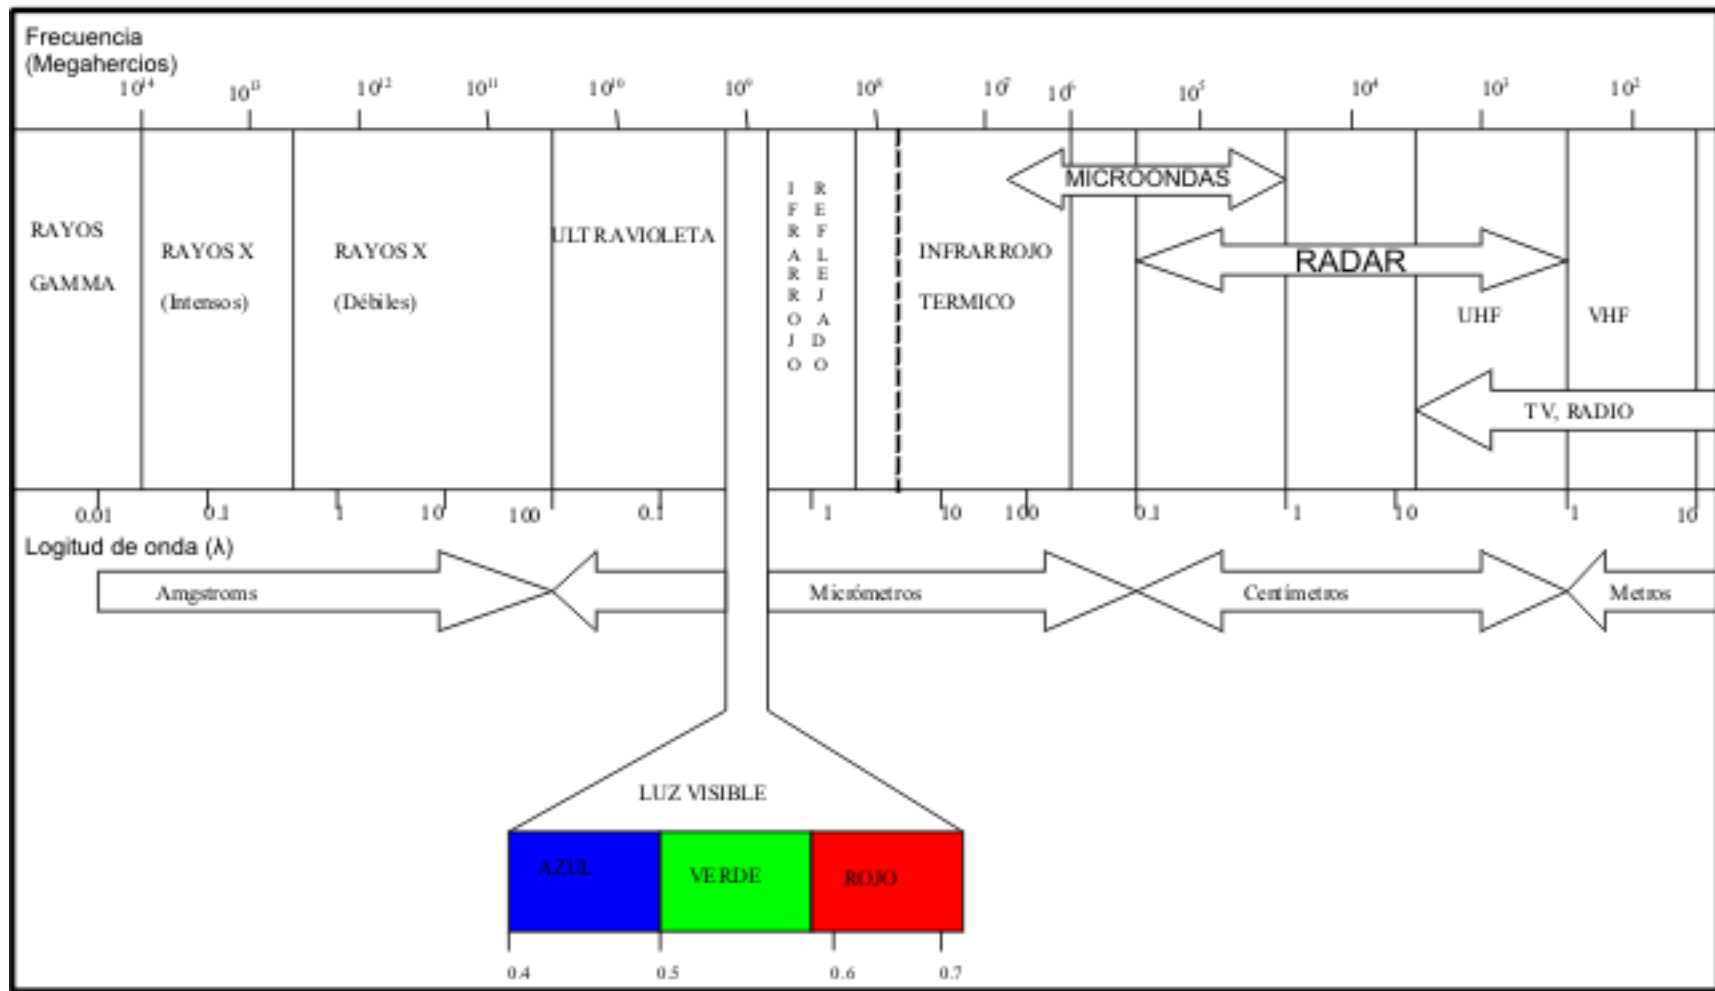 Frecuencia
(Megahercios)
10¹⁴ 10¹³ 10¹² 10¹¹ 10¹⁰ 10⁹ 10⁸ 10⁷ 10⁶ 10⁵ 10⁴ 10³ 10²
RAYOS
GAMMA
RAYOS X
(Intensos)
RAYOS X
(Débiles)
ULTRAVIOLETA
IFRARROJO
REFLEJADO
INFRARROJO
TERMICO
MICROONDAS
RADAR
UHF
VHF
TV, RADIO
0.01 0.1 1 10 100 0.1 1 10 100 0.1 1 10 1 10
Logitud de onda (λ)
Amgstroms
Micrómetros
Centímetros
Metros
LUZ VISIBLE
AZUL
VERDE
ROJO
0.4 0.5 0.6 0.7